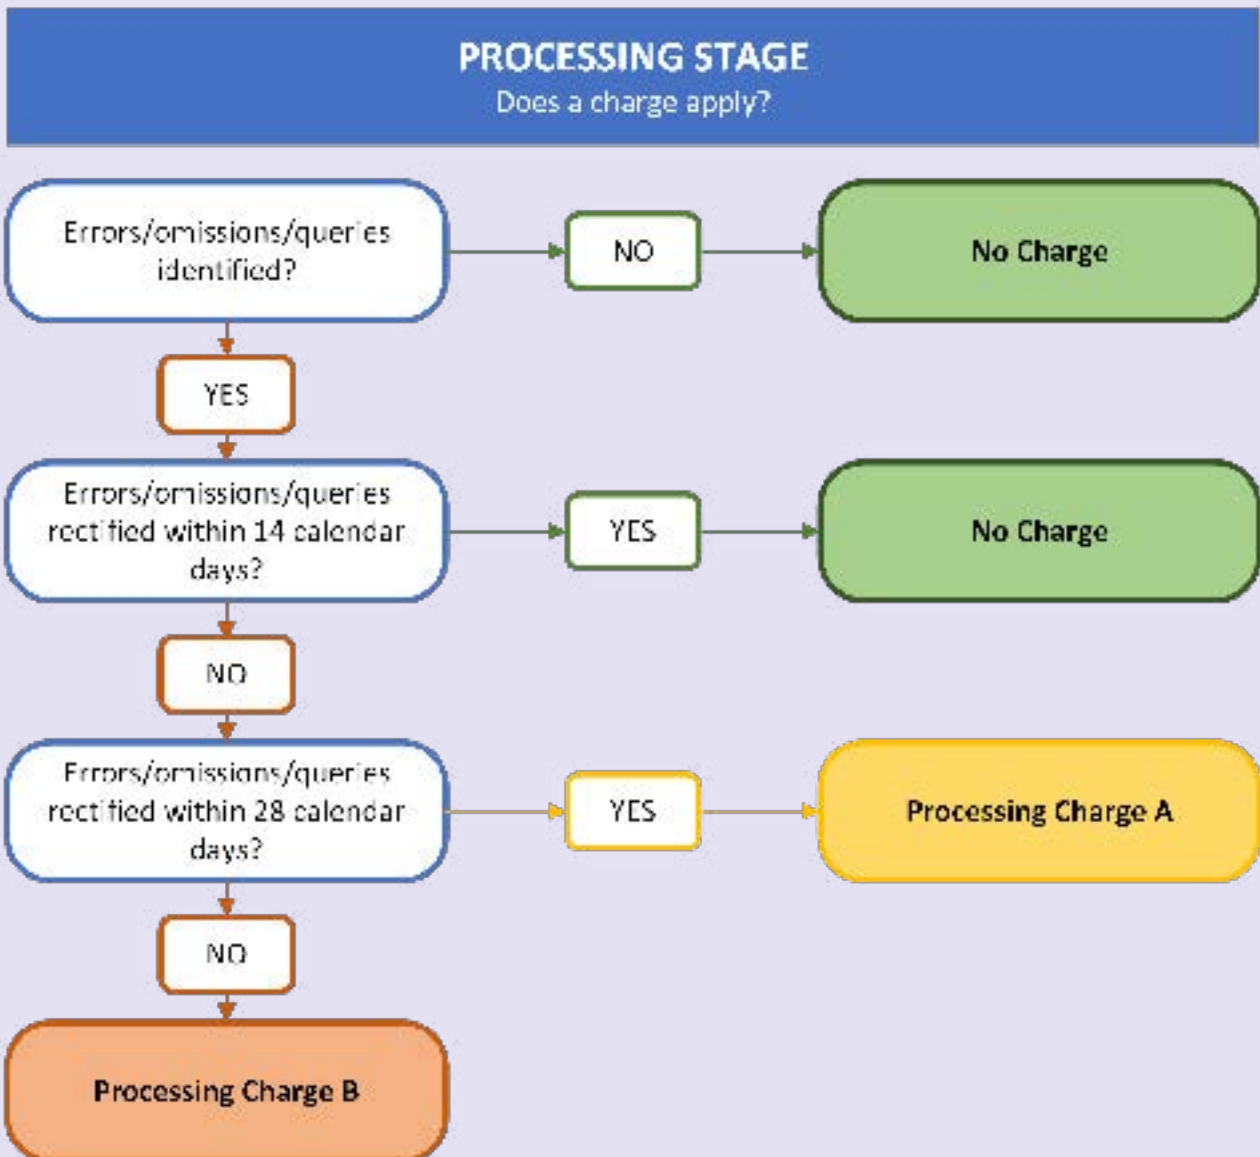 PROCESSING STAGE
Does a charge apply?
Errors/omissions/queries
identified?
NO
No Charge
YES
Errors/omissions/queries
rectified within 14 calendar
days?
YES
No Charge
NO
Errors/omissions/queries
rectified within 28 calendar
days?
YES
Processing Charge A
NO
Processing Charge B